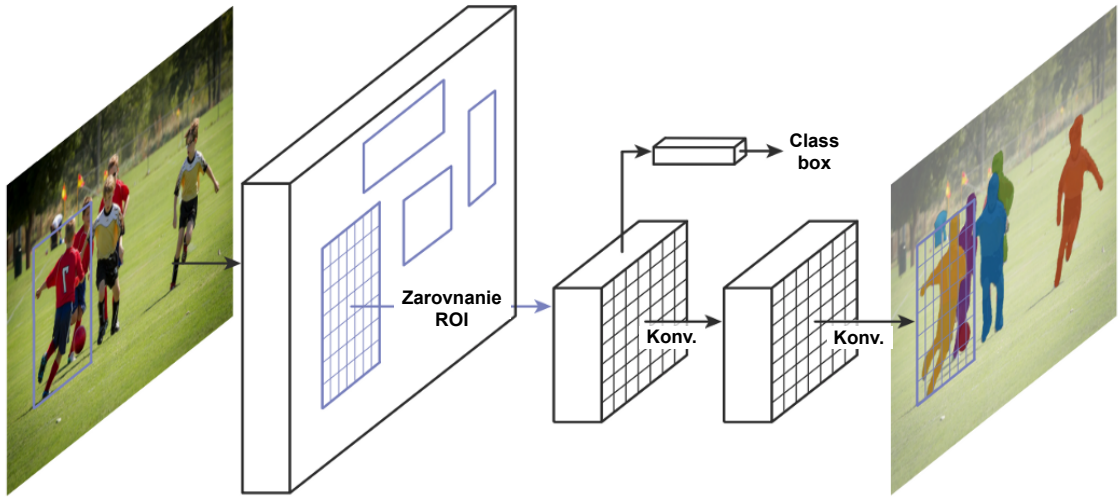 Class
box
Zarovnanie
ROI
Konv.
Konv.